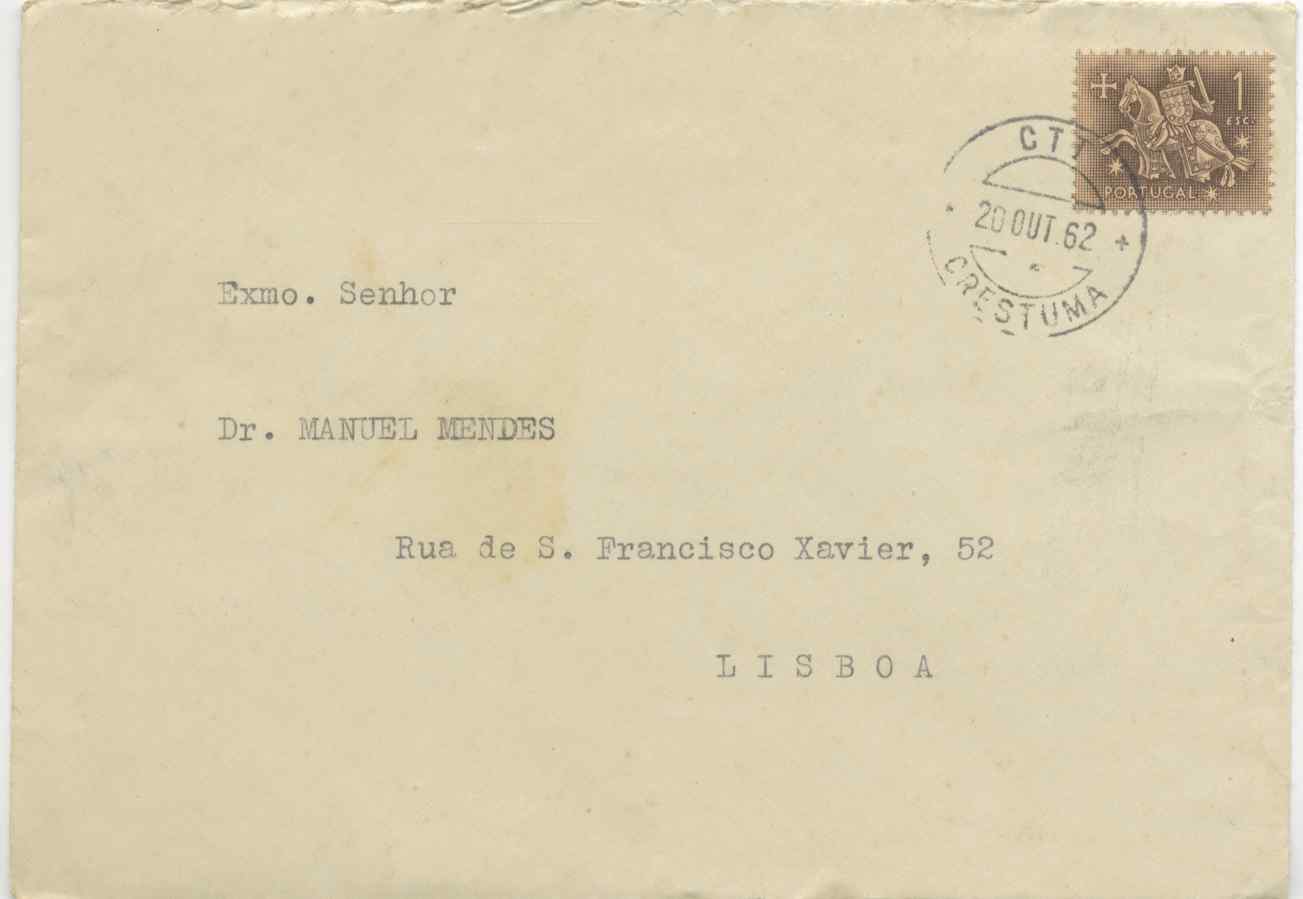 1
ESC.
PORTUGAL
CTT
20 OUT. 62
CRESTUMA
Exmo. Senhor
Dr. MANUEL MENDES
Rua de S. Francisco Xavier, 52
L I S B O A